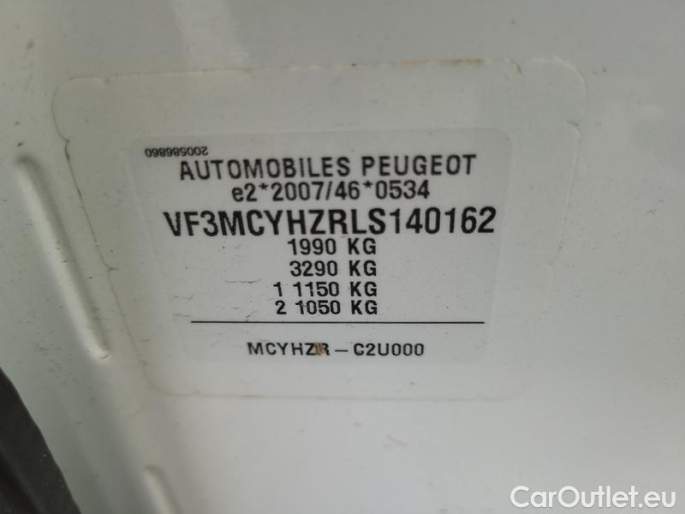 200586860
AUTOMOBILES PEUGEOT
e2*2007/46*0534
VF3MCYHZRLS140162
1990 KG
3290 KG
1 1150 KG
2 1050 KG
MCYHZR – C2U000
CarOutlet.eu